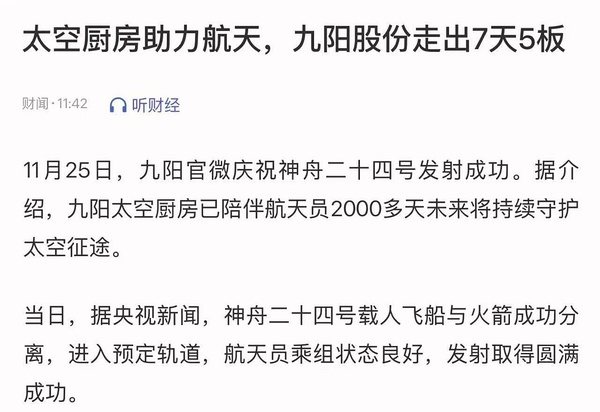 太空厨房助力航天，九阳股份走出7天5板
财闻·11:42 听财经
11月25日，九阳官微庆祝神舟二十四号发射成功。据介
绍，九阳太空厨房已陪伴航天员2000多天未来将持续守护
太空征途。
当日，据央视新闻，神舟二十四号载人飞船与火箭成功分
离，进入预定轨道，航天员乘组状态良好，发射取得圆满
成功。